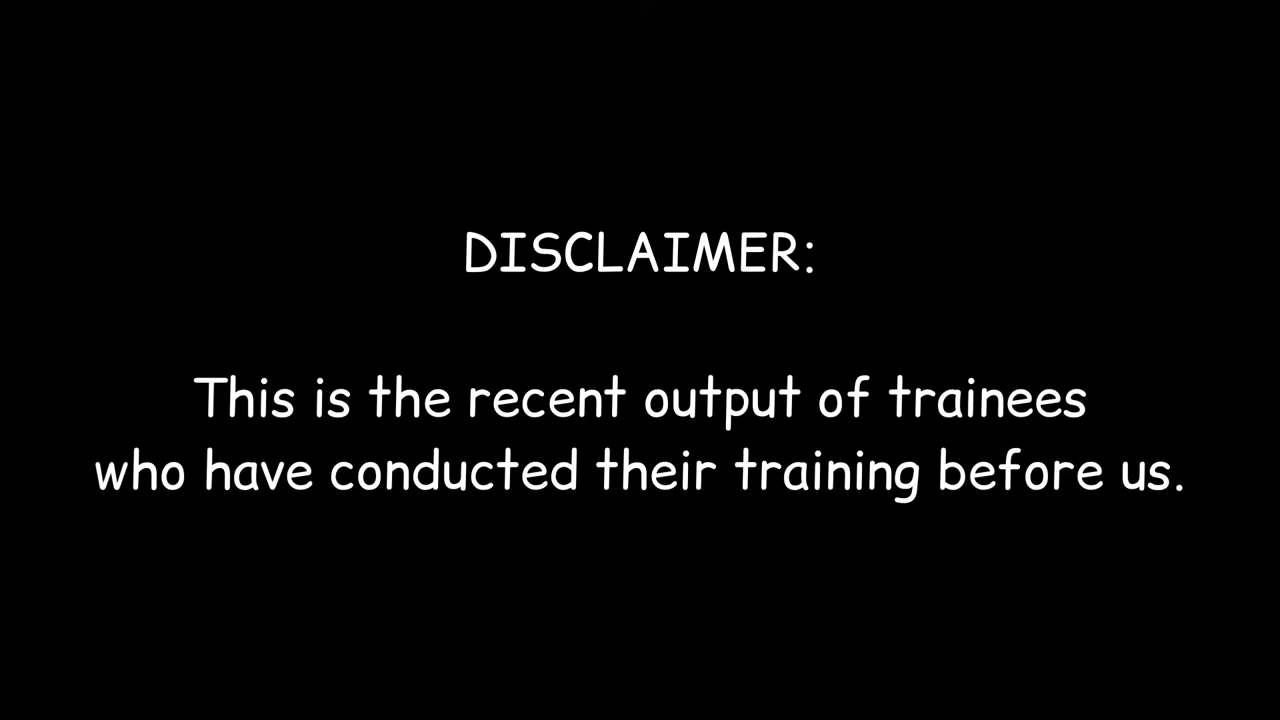 DISCLAIMER:
This is the recent output of trainees
who have conducted their training before us.